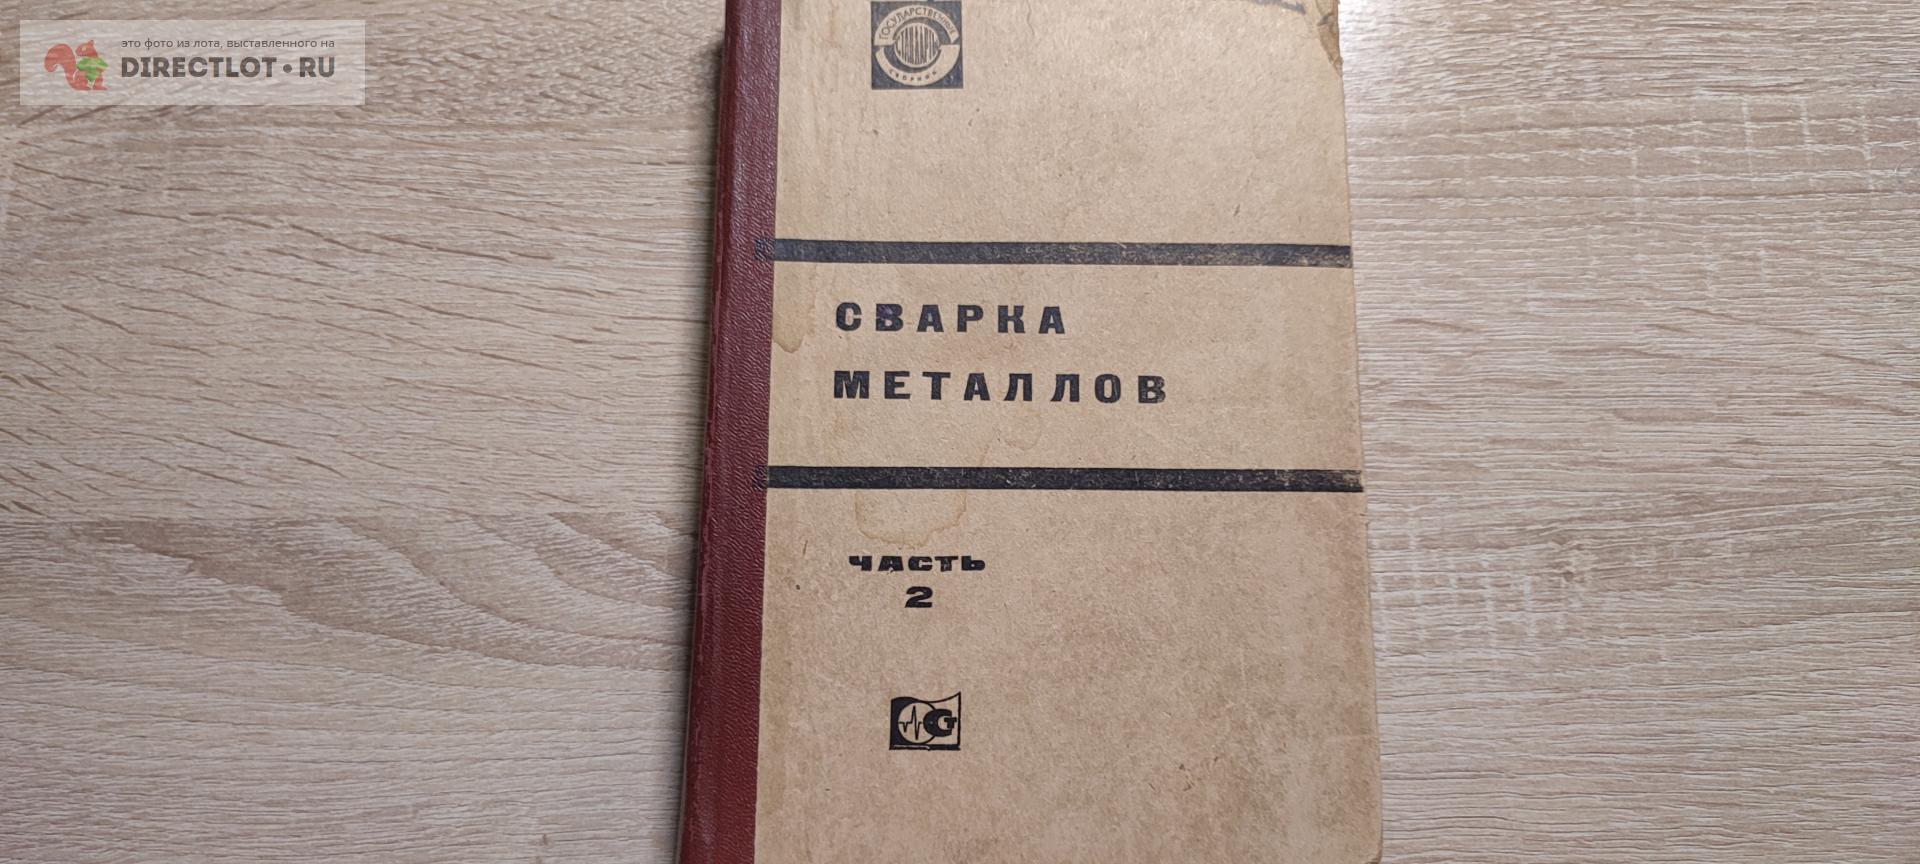 это фото из лота, выставленного на
DIRECTLOT•RU
ГОСУДАРСТВЕННЫЕ
СТАНДАРТЫ
СБОРНИК
СВАРКА
МЕТАЛЛОВ
ЧАСТЬ
2